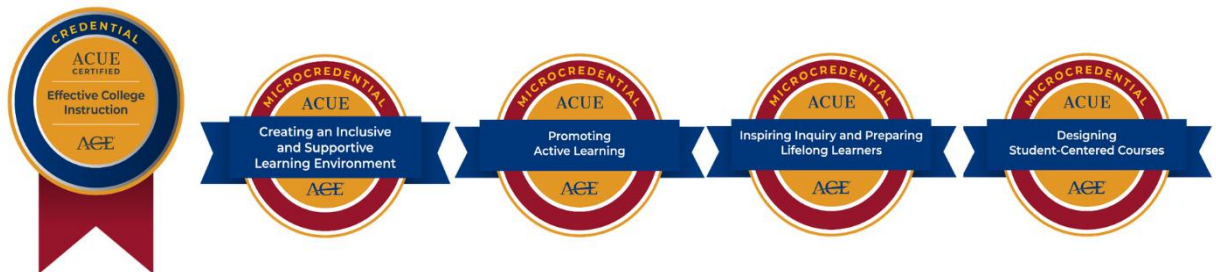 CREDENTIAL
ACUE
CERTIFIED
Effective College
Instruction
ACE
MICROCREDENTIAL
ACUE
Creating an Inclusive
and Supportive
Learning Environment
ACE
MICROCREDENTIAL
ACUE
Promoting
Active Learning
ACE
MICROCREDENTIAL
ACUE
Inspiring Inquiry and Preparing
Lifelong Learners
ACE
MICROCREDENTIAL
ACUE
Designing
Student-Centered Courses
ACE